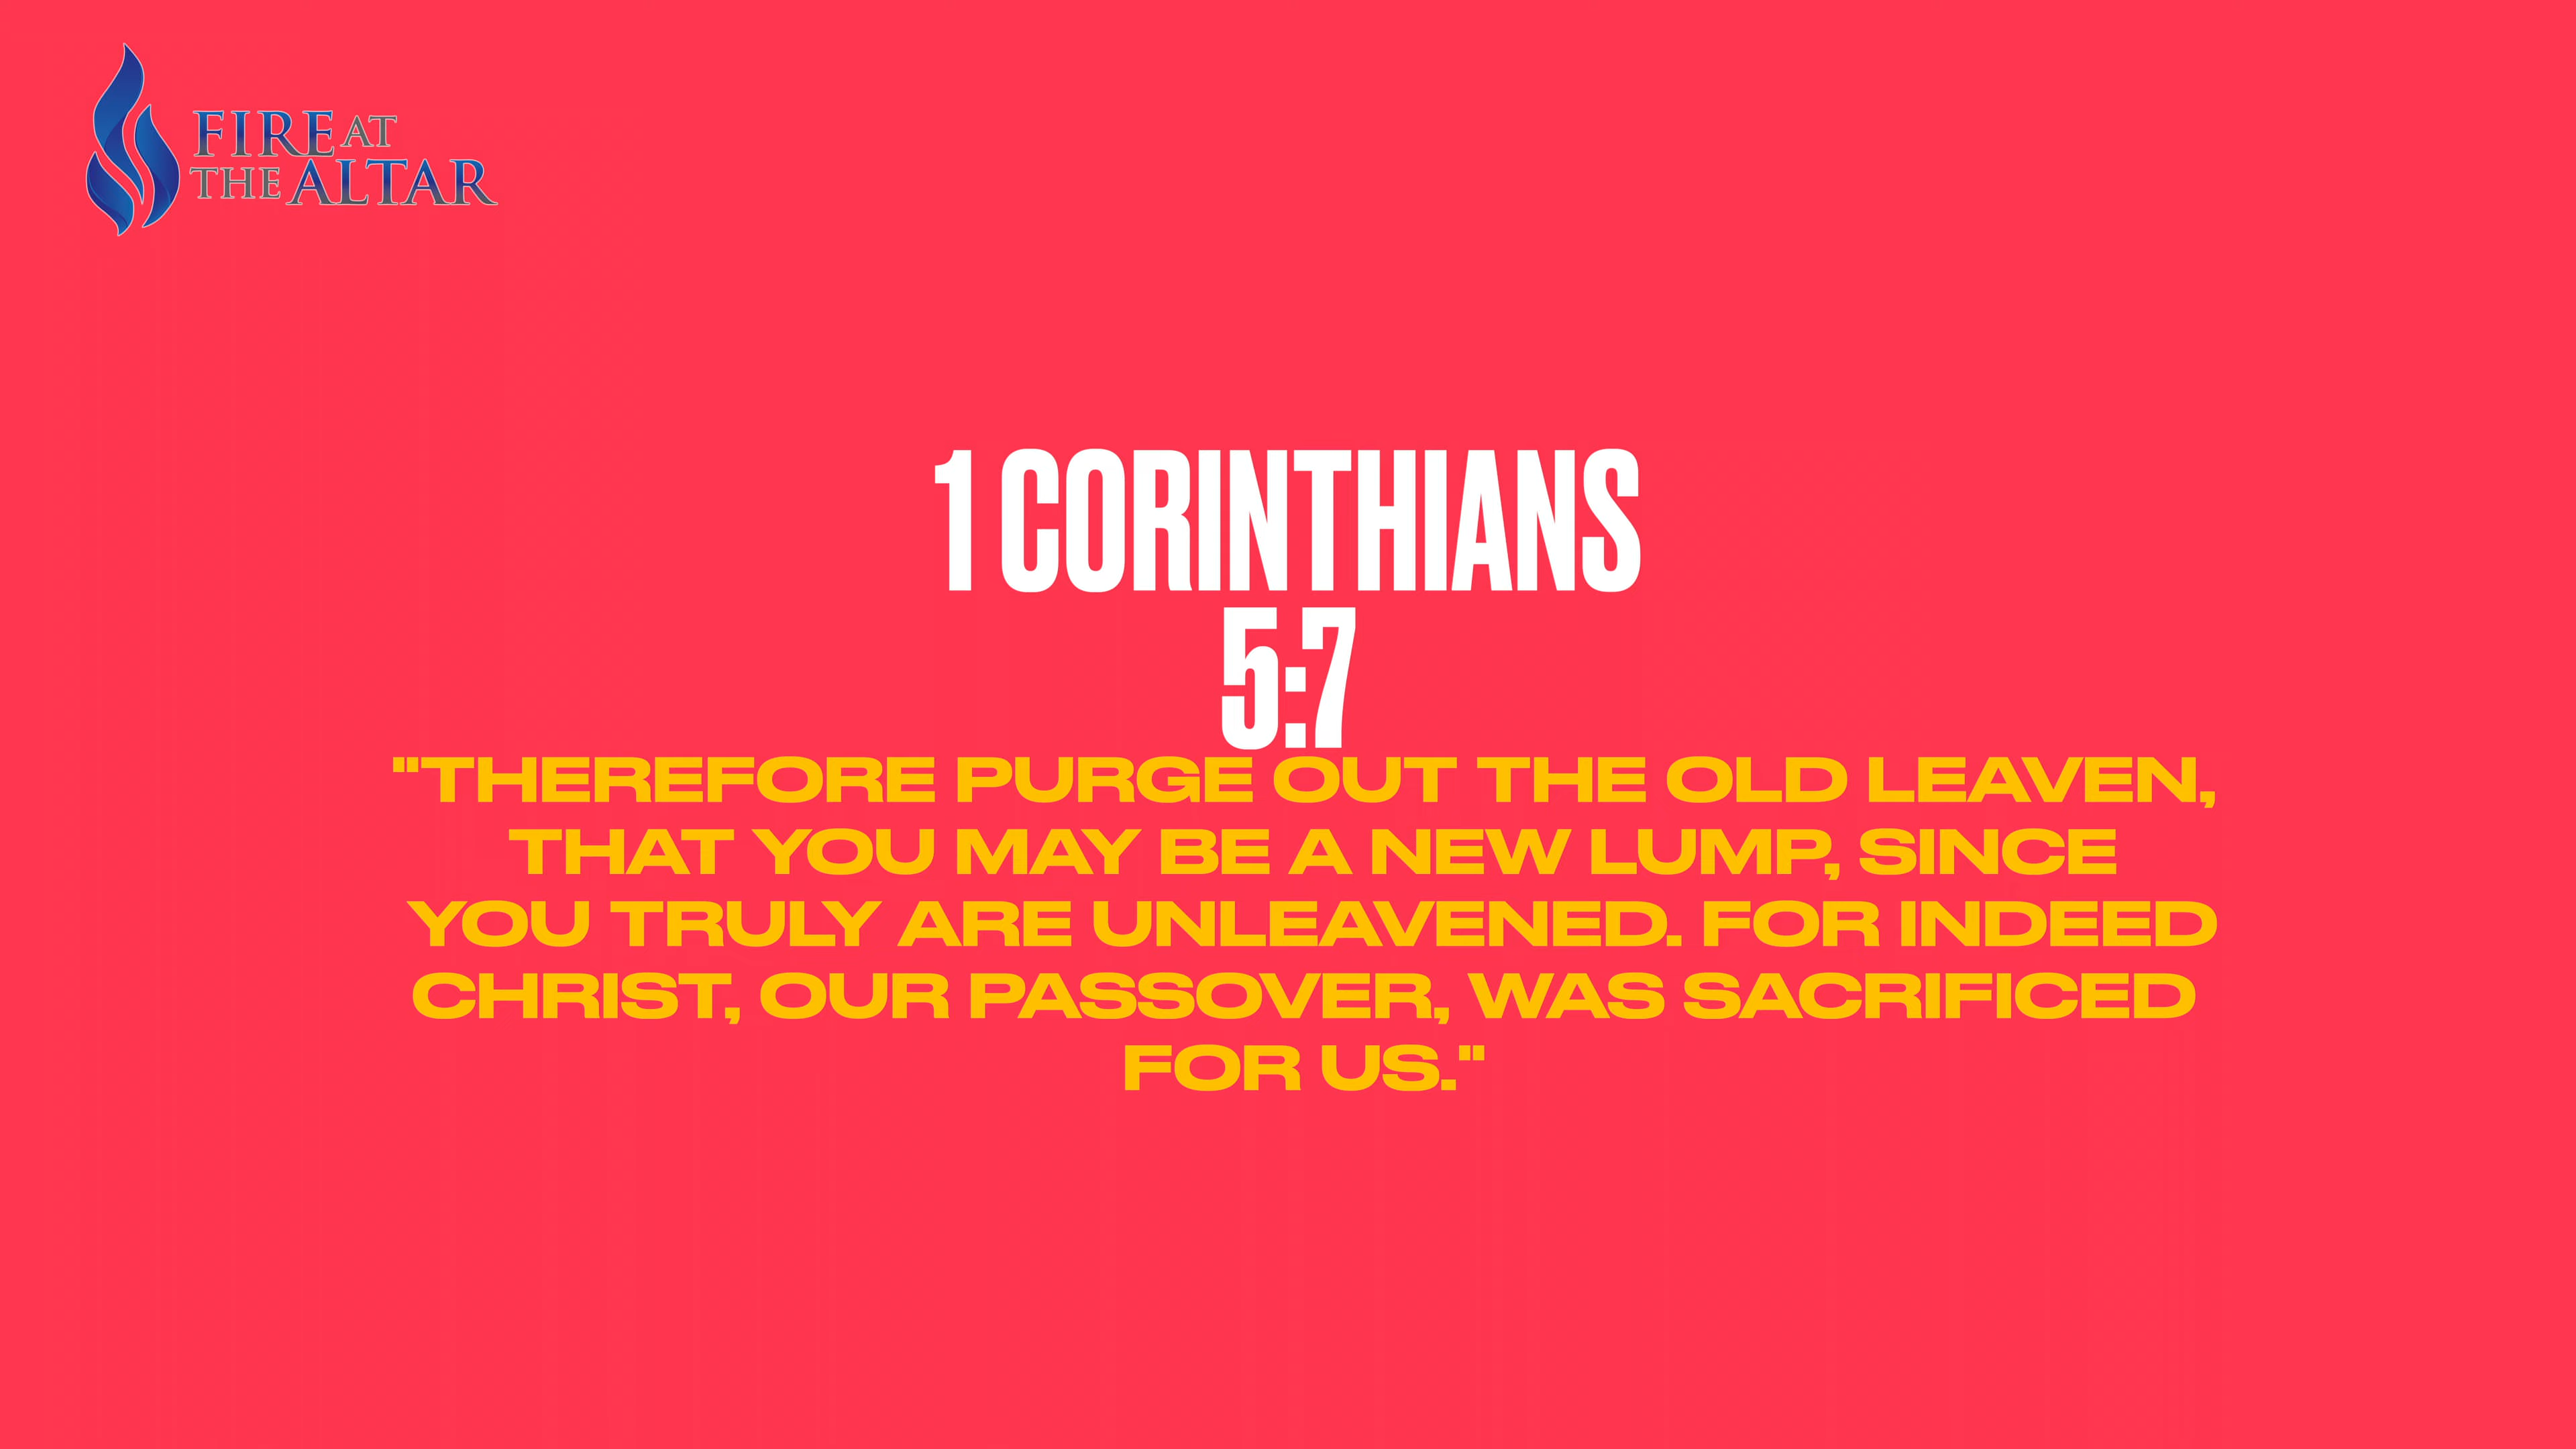 FIRE AT
THE ALTAR
1 CORINTHIANS
5:7
"THEREFORE PURGE OUT THE OLD LEAVEN,
THAT YOU MAY BE A NEW LUMP, SINCE
YOU TRULY ARE UNLEAVENED. FOR INDEED
CHRIST, OUR PASSOVER, WAS SACRIFICED
FOR US."